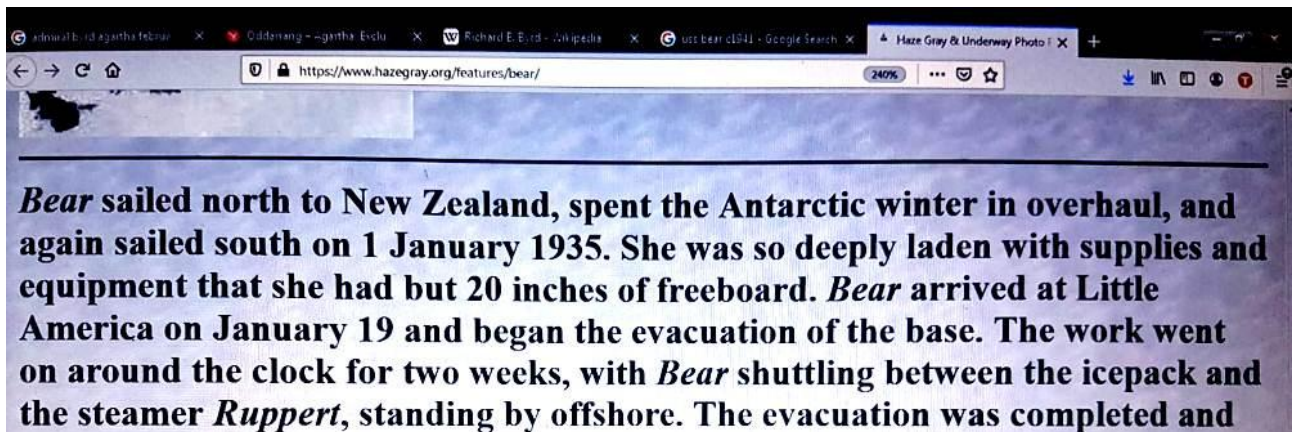 Richard E. Byrd - Wikipedia
Haze Gray & Underway Photo F
https://www.hazegray.org/features/bear/
240%
Bear sailed north to New Zealand, spent the Antarctic winter in overhaul, and
again sailed south on 1 January 1935. She was so deeply laden with supplies and
equipment that she had but 20 inches of freeboard. Bear arrived at Little
America on January 19 and began the evacuation of the base. The work went
on around the clock for two weeks, with Bear shuttling between the icepack and
the steamer Ruppert, standing by offshore. The evacuation was completed and